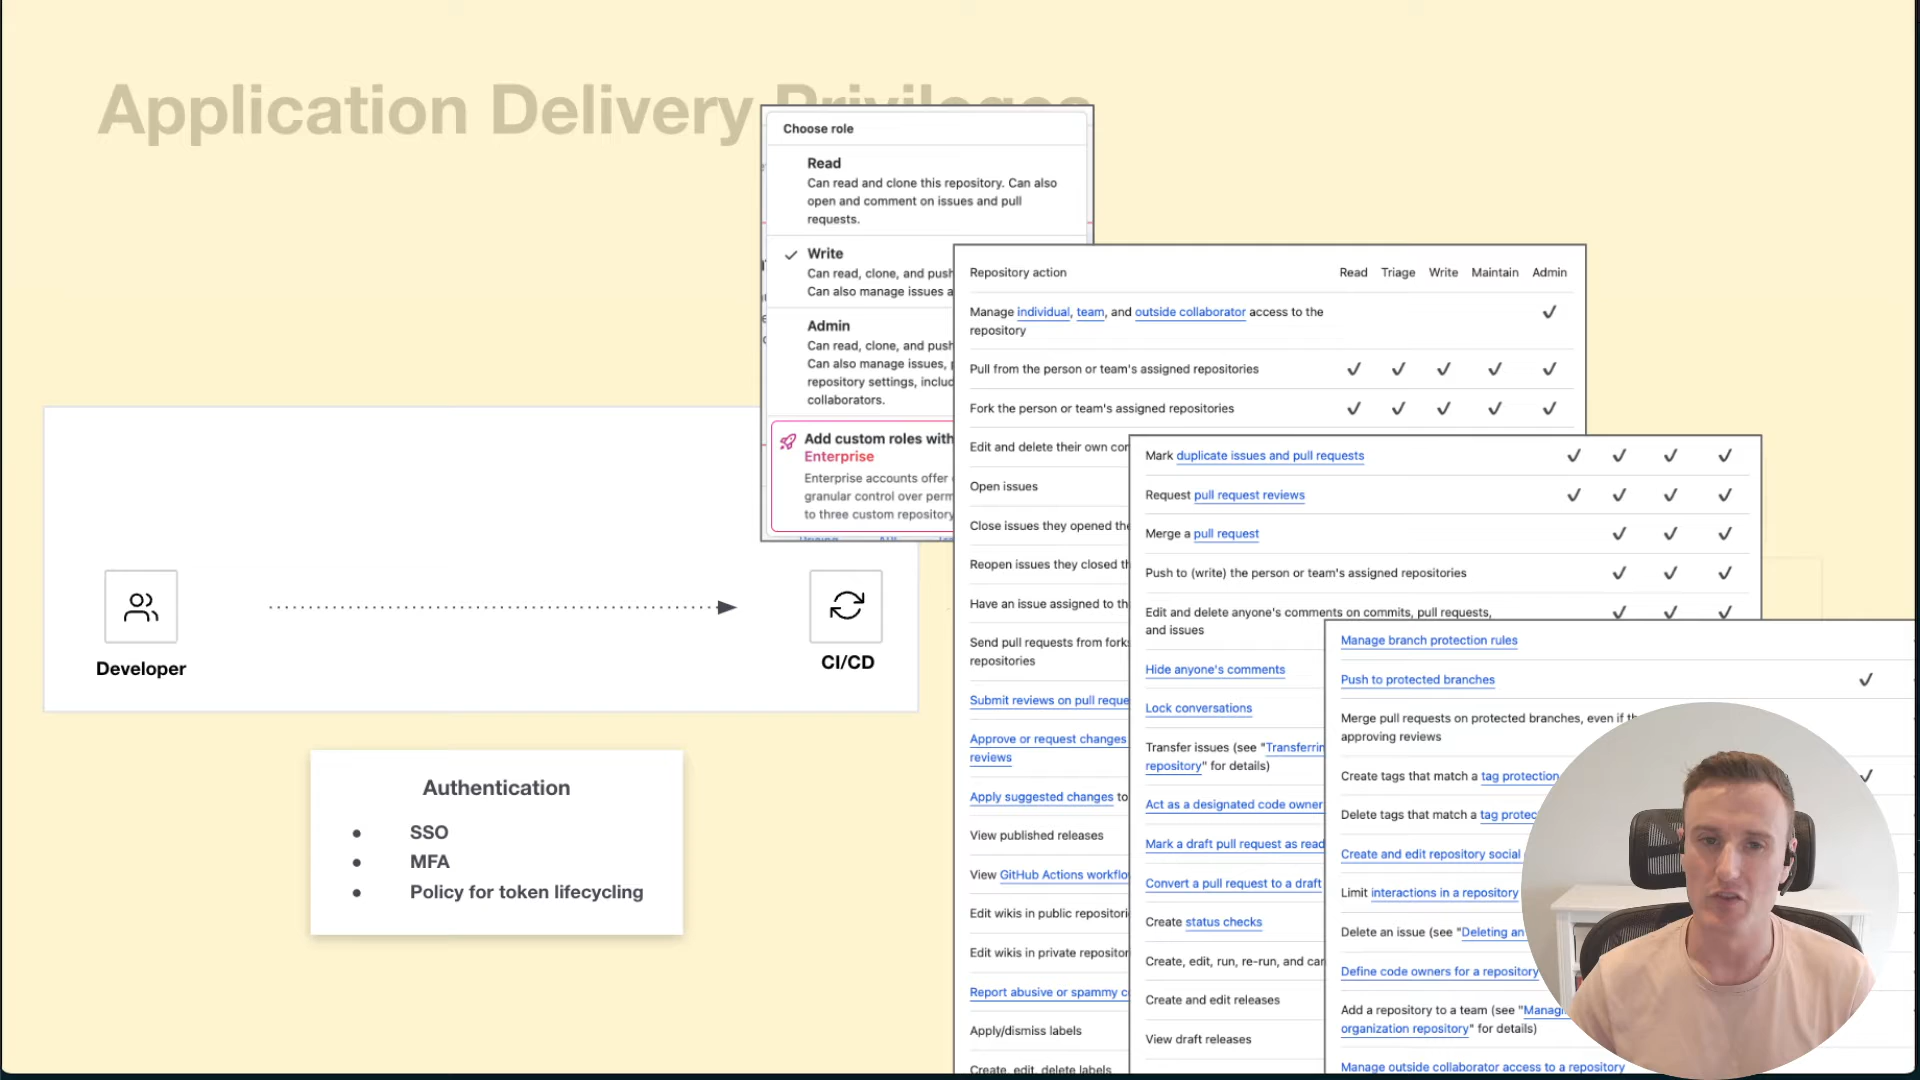 Application Delivery Privileges
Choose role
Read
Can read and clone this repository. Can also
open and comment on issues and pull
requests.
Write
Can read, clone, and push
Can also manage issues a
Admin
Can read, clone, and push
Can also manage issues,
repository settings, includ
collaborators.
Add custom roles with
Enterprise
Enterprise accounts offer
granular control over perm
to three custom repository
Developer
CI/CD
Authentication
• SSO
• MFA
• Policy for token lifecycling
Repository action Read Triage Write Maintain Admin
Manage individual, team, and outside collaborator access to the
repository
Pull from the person or team's assigned repositories
Fork the person or team's assigned repositories
Edit and delete their own com
Open issues
Close issues they opened the
Reopen issues they closed th
Have an issue assigned to th
Send pull requests from forks
repositories
Submit reviews on pull reque
Approve or request changes
reviews
Apply suggested changes to
View published releases
View GitHub Actions workflo
Edit wikis in public repositori
Edit wikis in private repositor
Report abusive or spammy c
Apply/dismiss labels
Create, edit, delete labels
Mark duplicate issues and pull requests
Request pull request reviews
Merge a pull request
Push to (write) the person or team's assigned repositories
Edit and delete anyone's comments on commits, pull requests,
and issues
Hide anyone's comments
Lock conversations
Transfer issues (see "Transferrin
repository" for details)
Act as a designated code owner
Mark a draft pull request as read
Convert a pull request to a draft
Create status checks
Create, edit, run, re-run, and can
Create and edit releases
View draft releases
Manage branch protection rules
Push to protected branches
Merge pull requests on protected branches, even if th
approving reviews
Create tags that match a tag protection
Delete tags that match a tag protec
Create and edit repository social
Limit interactions in a repository
Delete an issue (see "Deleting an
Define code owners for a repository
Add a repository to a team (see "Managi
organization repository" for details)
Manage outside collaborator access to a repository